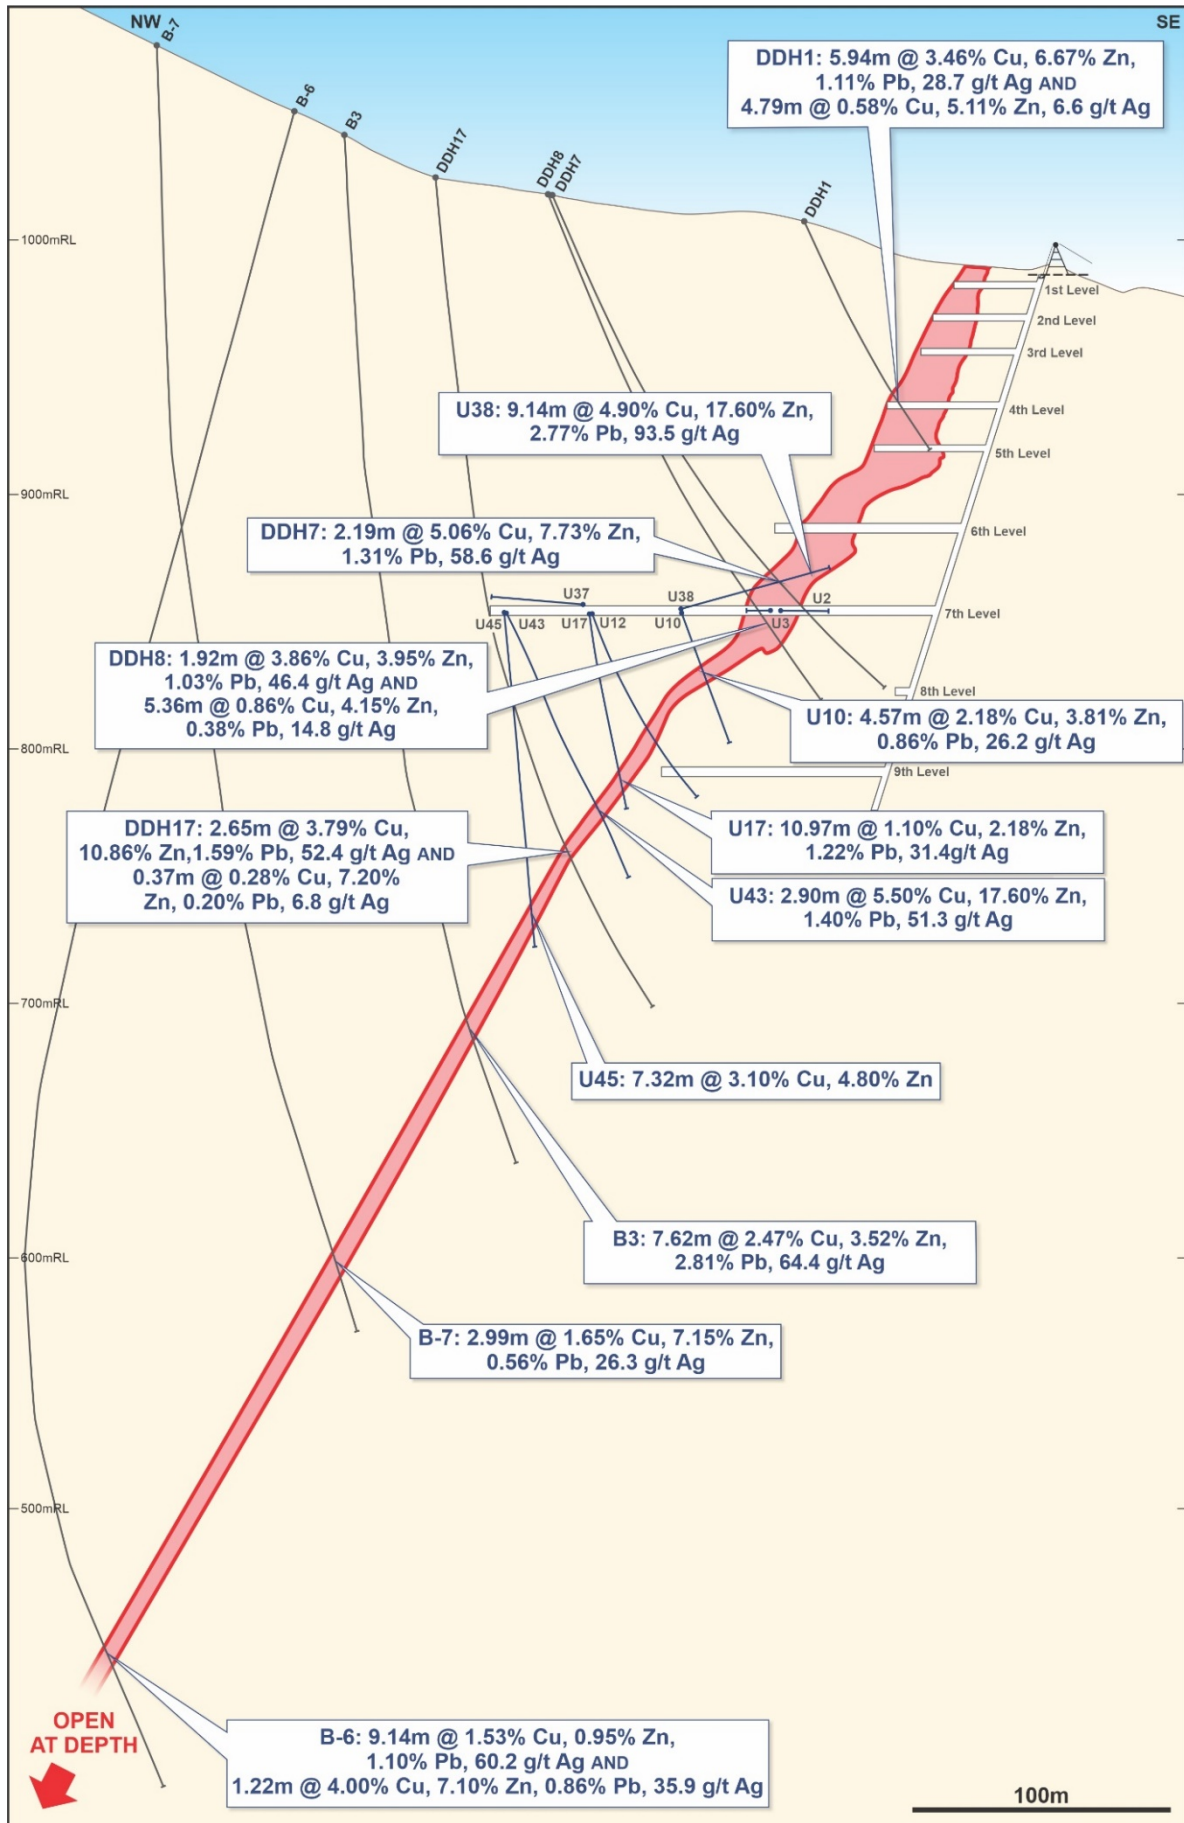 NW
SE
B-7
B-6
B3
DDH17
DDH8
DDH7
DDH1
DDH1: 5.94m @ 3.46% Cu, 6.67% Zn,
1.11% Pb, 28.7 g/t Ag AND
4.79m @ 0.58% Cu, 5.11% Zn, 6.6 g/t Ag
1000mRL
1st Level
2nd Level
3rd Level
4th Level
5th Level
U38: 9.14m @ 4.90% Cu, 17.60% Zn,
2.77% Pb, 93.5 g/t Ag
900mRL
6th Level
DDH7: 2.19m @ 5.06% Cu, 7.73% Zn,
1.31% Pb, 58.6 g/t Ag
U37
U38
U2
7th Level
U45
U43
U17
U12
U10
U3
DDH8: 1.92m @ 3.86% Cu, 3.95% Zn,
1.03% Pb, 46.4 g/t Ag AND
5.36m @ 0.86% Cu, 4.15% Zn,
0.38% Pb, 14.8 g/t Ag
8th Level
U10: 4.57m @ 2.18% Cu, 3.81% Zn,
0.86% Pb, 26.2 g/t Ag
800mRL
9th Level
DDH17: 2.65m @ 3.79% Cu,
10.86% Zn,1.59% Pb, 52.4 g/t Ag AND
0.37m @ 0.28% Cu, 7.20%
Zn, 0.20% Pb, 6.8 g/t Ag
U17: 10.97m @ 1.10% Cu, 2.18% Zn,
1.22% Pb, 31.4g/t Ag
U43: 2.90m @ 5.50% Cu, 17.60% Zn,
1.40% Pb, 51.3 g/t Ag
700mRL
U45: 7.32m @ 3.10% Cu, 4.80% Zn
B3: 7.62m @ 2.47% Cu, 3.52% Zn,
2.81% Pb, 64.4 g/t Ag
600mRL
B-7: 2.99m @ 1.65% Cu, 7.15% Zn,
0.56% Pb, 26.3 g/t Ag
500mRL
OPEN
AT DEPTH
B-6: 9.14m @ 1.53% Cu, 0.95% Zn,
1.10% Pb, 60.2 g/t Ag AND
1.22m @ 4.00% Cu, 7.10% Zn, 0.86% Pb, 35.9 g/t Ag
100m